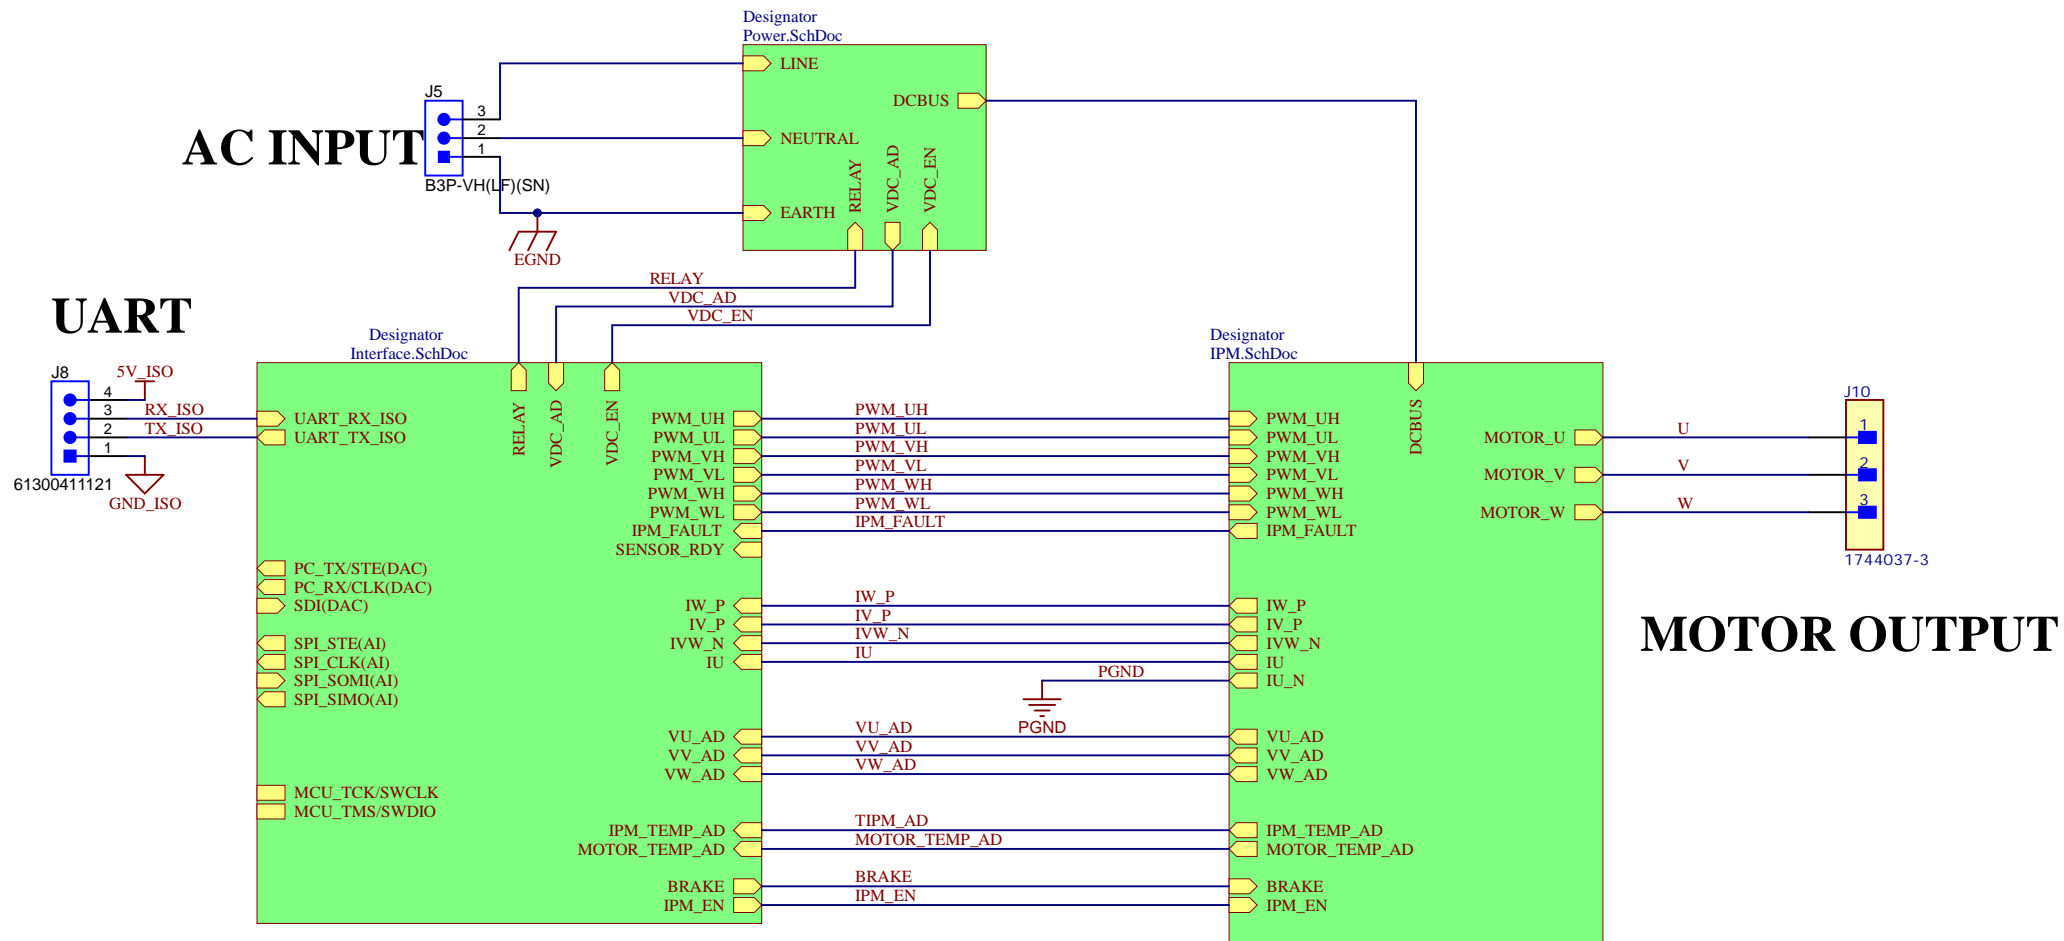 Designator
Power.SchDoc
LINE
DCBUS
NEUTRAL
RELAY
VDC_AD
VDC_EN
EARTH
AC INPUT
J5
3
2
1
B3P-VH(LF)(SN)
EGND
RELAY
VDC_AD
VDC_EN
UART
J8
5V_ISO
4
3
RX_ISO
2
TX_ISO
1
61300411121
GND_ISO
Designator
Interface.SchDoc
UART_RX_ISO
UART_TX_ISO
RELAY
VDC_AD
VDC_EN
PC_TX/STE(DAC)
PC_RX/CLK(DAC)
SDI(DAC)
SPI_STE(AI)
SPI_CLK(AI)
SPI_SOMI(AI)
SPI_SIMO(AI)
MCU_TCK/SWCLK
MCU_TMS/SWDIO
PWM_UH
PWM_UL
PWM_VH
PWM_VL
PWM_WH
PWM_WL
IPM_FAULT
SENSOR_RDY
IW_P
IV_P
IVW_N
IU
VU_AD
VV_AD
VW_AD
IPM_TEMP_AD
MOTOR_TEMP_AD
BRAKE
IPM_EN
PWM_UH
PWM_UL
PWM_VH
PWM_VL
PWM_WH
PWM_WL
IPM_FAULT
IW_P
IV_P
IVW_N
IU
PGND
PGND
VU_AD
VV_AD
VW_AD
TIPM_AD
MOTOR_TEMP_AD
BRAKE
IPM_EN
Designator
IPM.SchDoc
DCBUS
PWM_UH
PWM_UL
PWM_VH
PWM_VL
PWM_WH
PWM_WL
IPM_FAULT
IW_P
IV_P
IVW_N
IU
IU_N
VU_AD
VV_AD
VW_AD
IPM_TEMP_AD
MOTOR_TEMP_AD
BRAKE
IPM_EN
MOTOR_U
MOTOR_V
MOTOR_W
U
V
W
J10
1
2
3
1744037-3
MOTOR OUTPUT